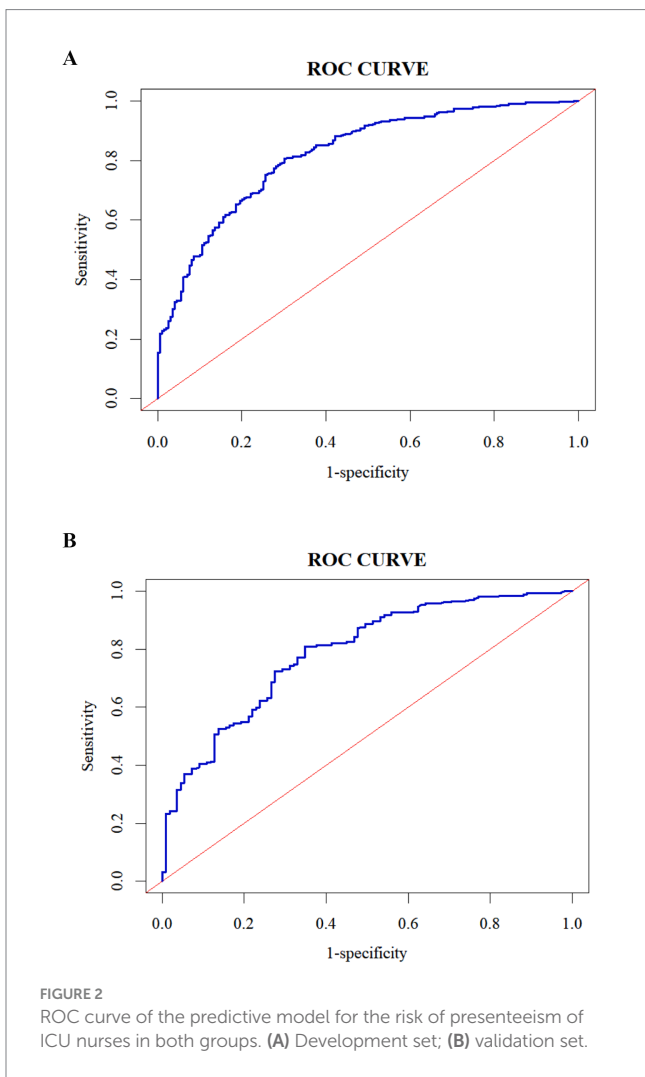 A
ROC CURVE
Sensitivity
0.0 0.2 0.4 0.6 0.8 1.0
0.0 0.2 0.4 0.6 0.8 1.0
1-specificity
B
ROC CURVE
Sensitivity
0.0 0.2 0.4 0.6 0.8 1.0
0.0 0.2 0.4 0.6 0.8 1.0
1-specificity
FIGURE 2
ROC curve of the predictive model for the risk of presenteeism of
ICU nurses in both groups. (A) Development set; (B) validation set.